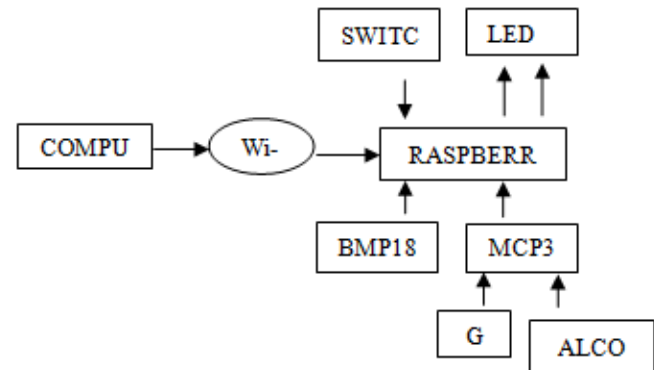 SWITC
LED
COMPU
Wi-
RASPBERR
BMP18
MCP3
G
ALCO